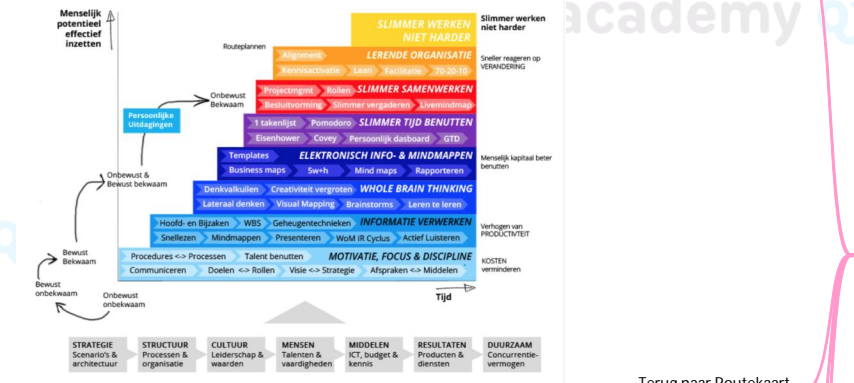 Menselijk
potentieel
effectief
inzetten
academy
SLIMMER WERKEN
NIET HARDER
Slimmer werken
niet harder
Routeplannen
Alignment
LERENDE ORGANISATIE
Kennisactivatie Lean Facilitatie 70-20-10
Sneller reageren op
VERANDERING
Projectmgmt Rollen SLIMMER SAMENWERKEN
Besluitvorming Slimmer vergaderen Livemindmap
Onbewust
Bekwaam
Persoonlijke
Uitdagingen
1 takenlijst Pomodoro SLIMMER TIJD BENUTTEN
Eisenhower Covey Persoonlijk dasboard GTD
Templates ELEKTRONISCH INFO- & MINDMAPPEN
Business maps 5w+h Mind maps Rapporteren
Menselijk kapitaal beter
benutten
Onbewust &
Bewust bekwaam
Denkvalkuilen Creativiteit vergroten WHOLE BRAIN THINKING
Lateraal denken Visual Mapping Brainstorms Leren te leren
Hoofd- en Bijzaken WBS Geheugentechnieken INFORMATIE VERWERKEN
Snellezen Mindmappen Presenteren WoM IR Cyclus Actief Luisteren
Verhogen van
PRODUCTIVITEIT
Bewust
Bekwaam
Procedures <-> Processen Talent benutten MOTIVATIE, FOCUS & DISCIPLINE
Communiceren Doelen <-> Rollen Visie <-> Strategie Afspraken <-> Middelen
KOSTEN
verminderen
Bewust
onbekwaam
Onbewust
onbekwaam
Tijd
STRATEGIE
Scenario's &
architectuur
STRUCTUUR
Processen &
organisatie
CULTUUR
Leiderschap &
waarden
MENSEN
Talenten &
vaardigheden
MIDDELEN
ICT, budget &
kennis
RESULTATEN
Producten &
diensten
DUURZAAM
Concurrentie-
vermogen
Terug naar Routekaart